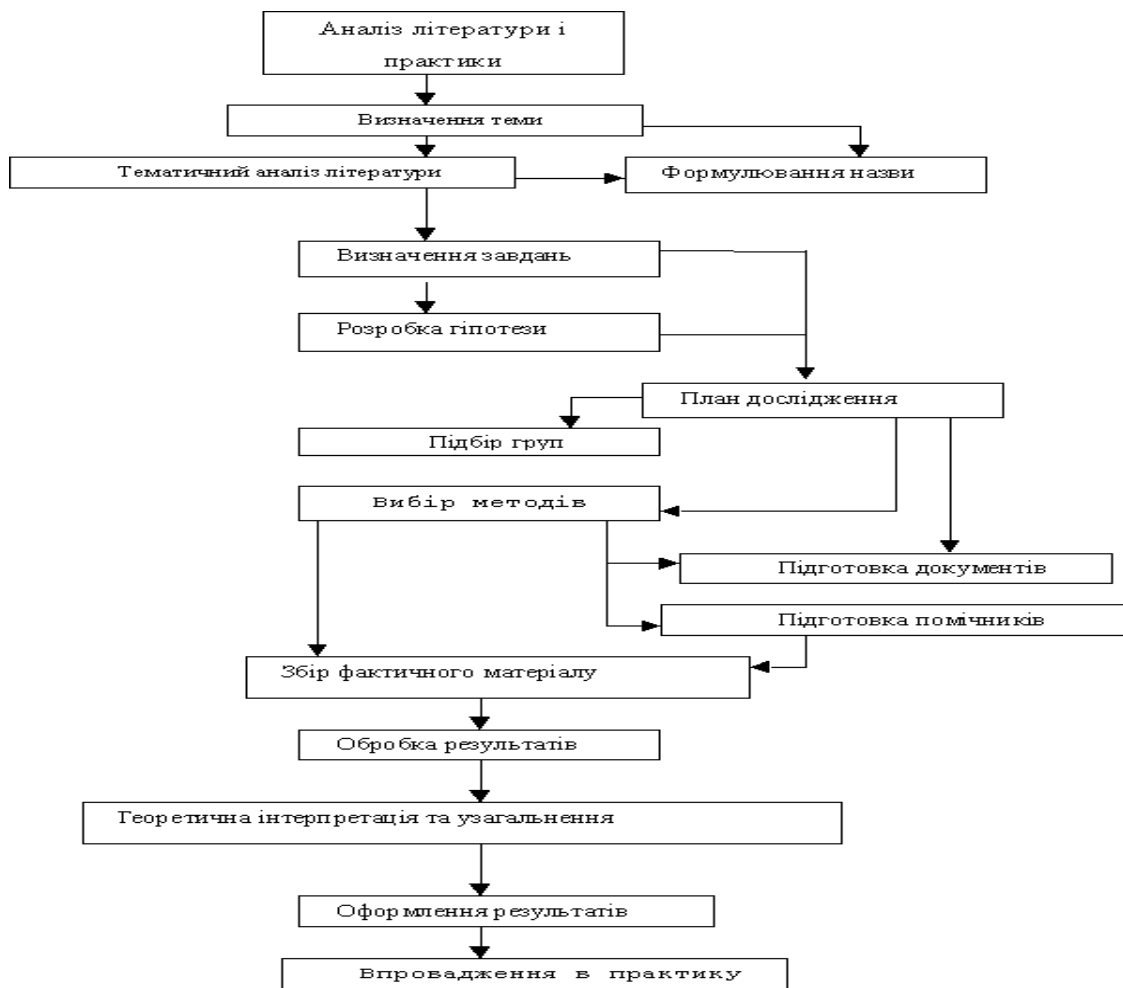 Аналіз літератури і
практики
Визначення теми
Тематичний аналіз літератури
Формулювання назви
Визначення завдань
Розробка гіпотези
План дослідження
Підбір груп
Вибір методів
Підготовка документів
Підготовка помічників
Збір фактичного матеріалу
Обробка результатів
Теоретична інтерпретація та узагальнення
Оформлення результатів
Впровадження в практику